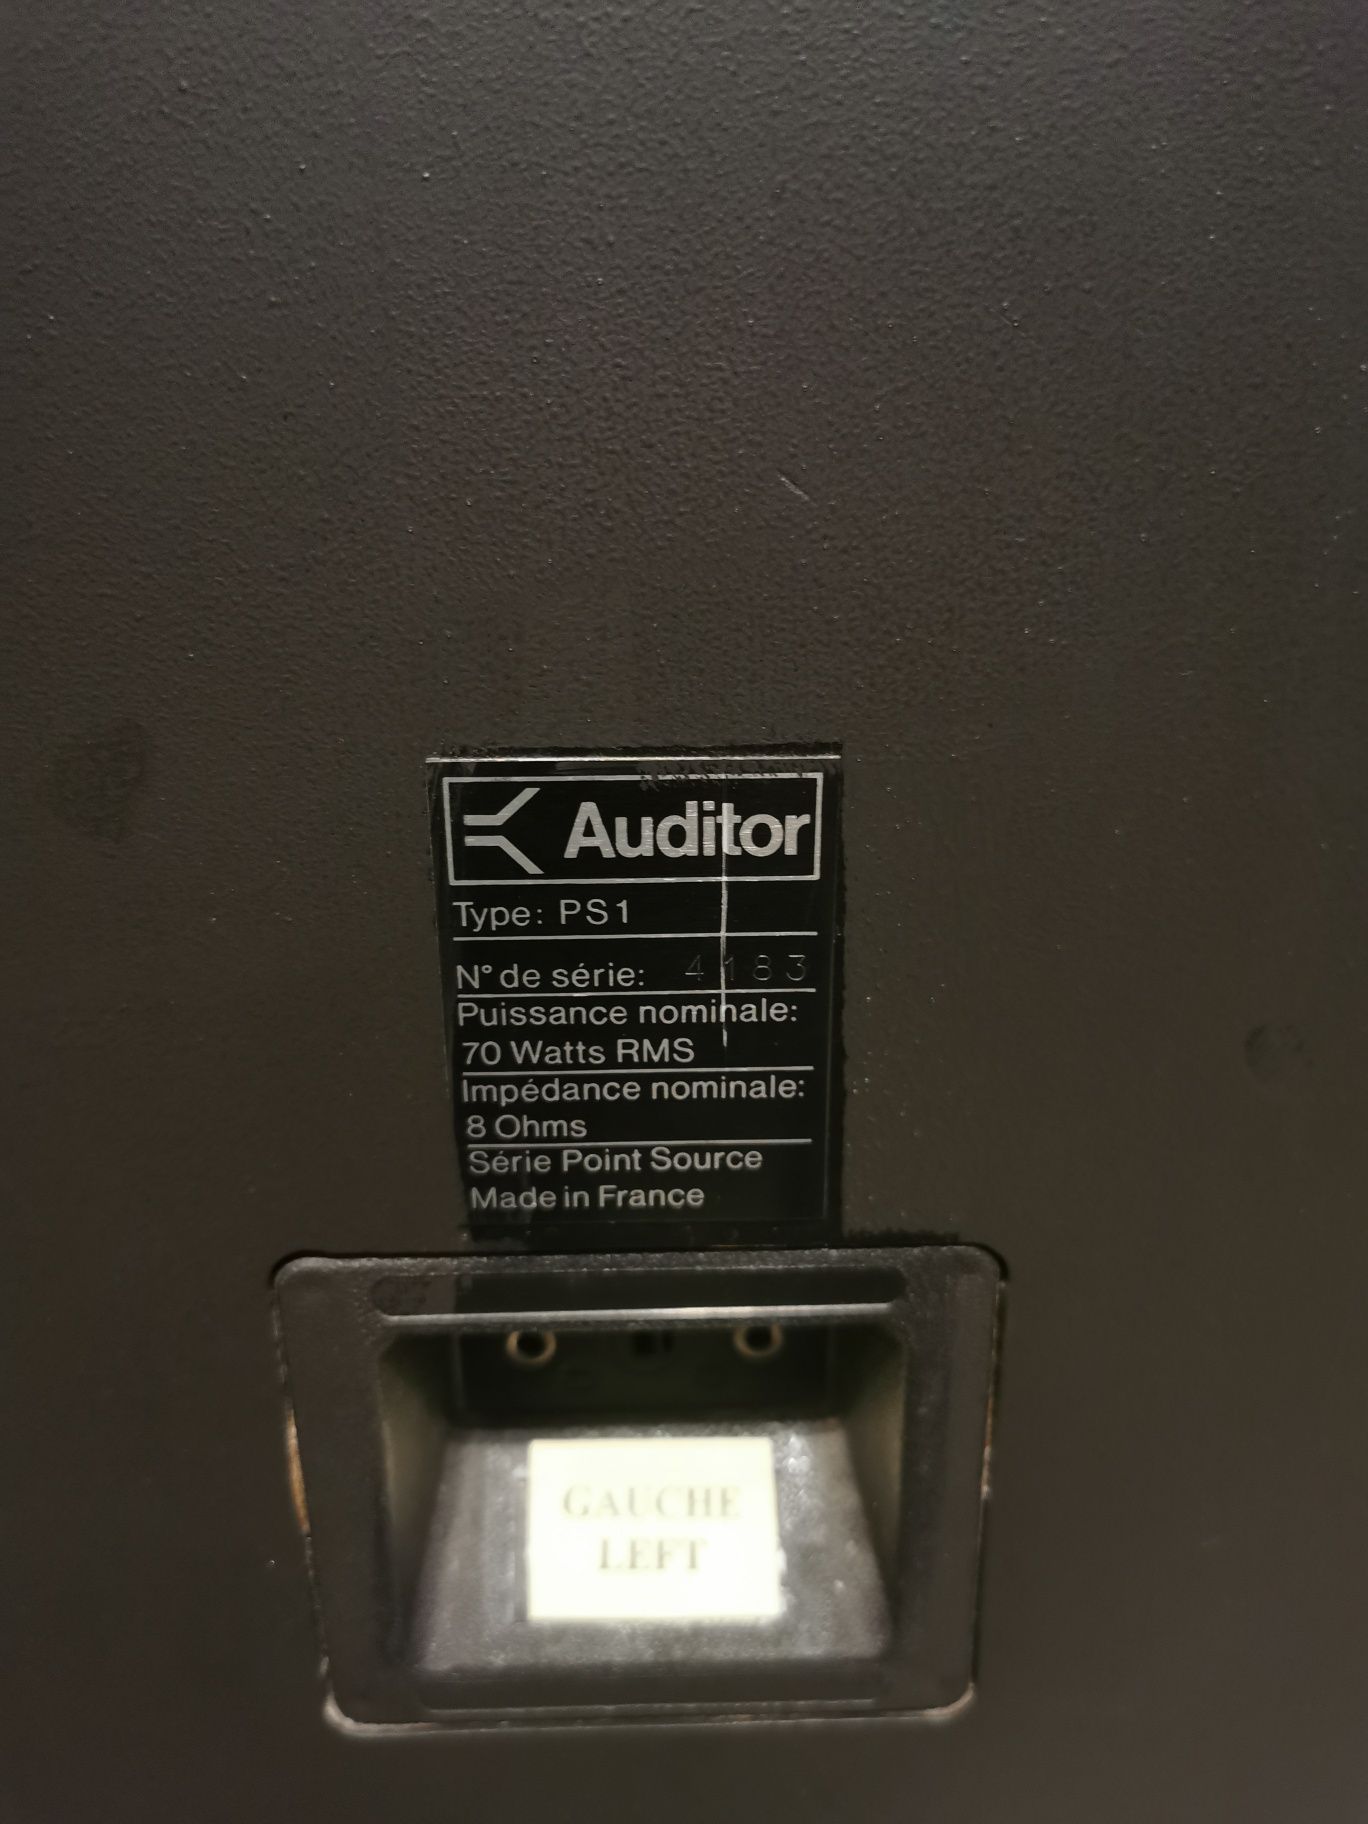 Auditor
Type: PS1
N° de série: 4183
Puissance nominale:
70 Watts RMS
Impédance nominale:
8 Ohms
Série Point Source
Made in France
GAUCHE
LEFT